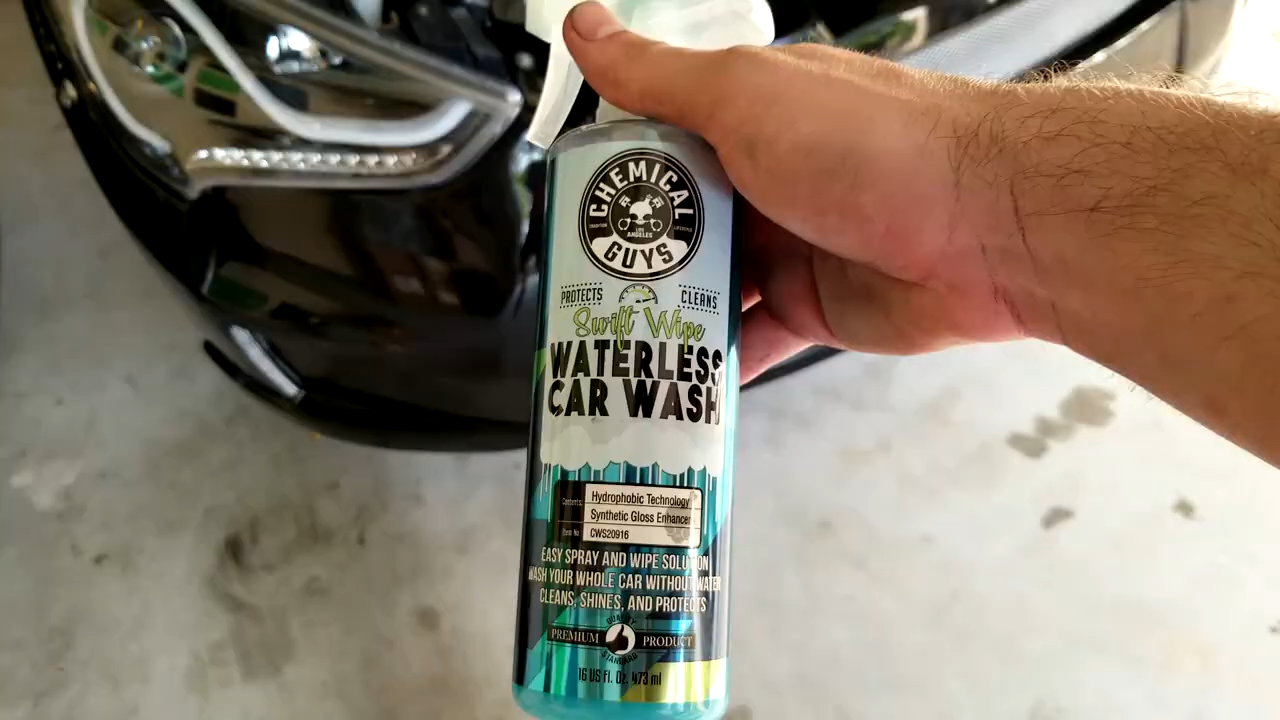 CHEMICAL
TRADITION
LIFESTYLE
LOS
ANGELES
GUYS
PROTECTS
CLEANS
Swift Wipe
WATERLESS
CAR WASH
Contents:
Hydrophobic Technology
Synthetic Gloss Enhancer
Item No
CWS20916
EASY SPRAY AND WIPE SOLUTION
WASH YOUR WHOLE CAR WITHOUT WATER
CLEANS, SHINES, AND PROTECTS
QUALITY
PREMIUM PRODUCT
STANDARD
16 US fl. Oz. 473 ml